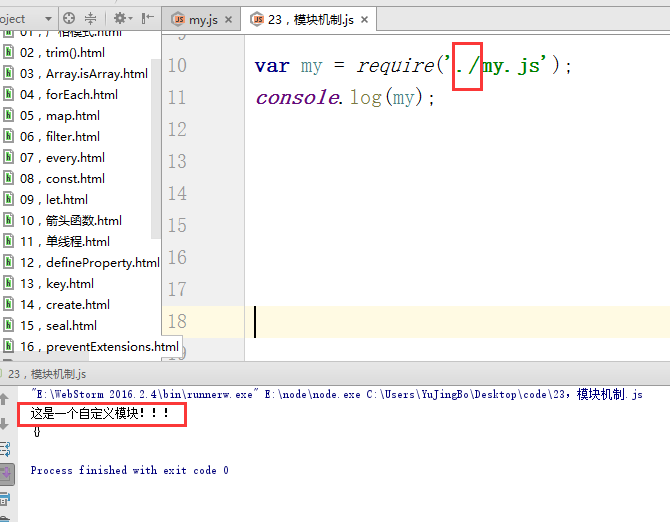 oject
my.js
23，模块机制.js
02，trim().html
03，Array.isArray.html
04，forEach.html
05，map.html
06，filter.html
07，every.html
08，const.html
09，let.html
10，箭头函数.html
11，单线程.html
12，defineProperty.html
13，key.html
14，create.html
15，seal.html
16，preventExtensions.html
10 var my = require('./my.js');
11 console.log(my);
12
13
14
15
16
17
18
23，模块机制.js
"E:\WebStorm 2016.2.4\bin\runnerw.exe" E:\node\node.exe C:\Users\YuJingBo\Desktop\code\23，模块机制.js
这是一个自定义模块！！！
{}
Process finished with exit code 0